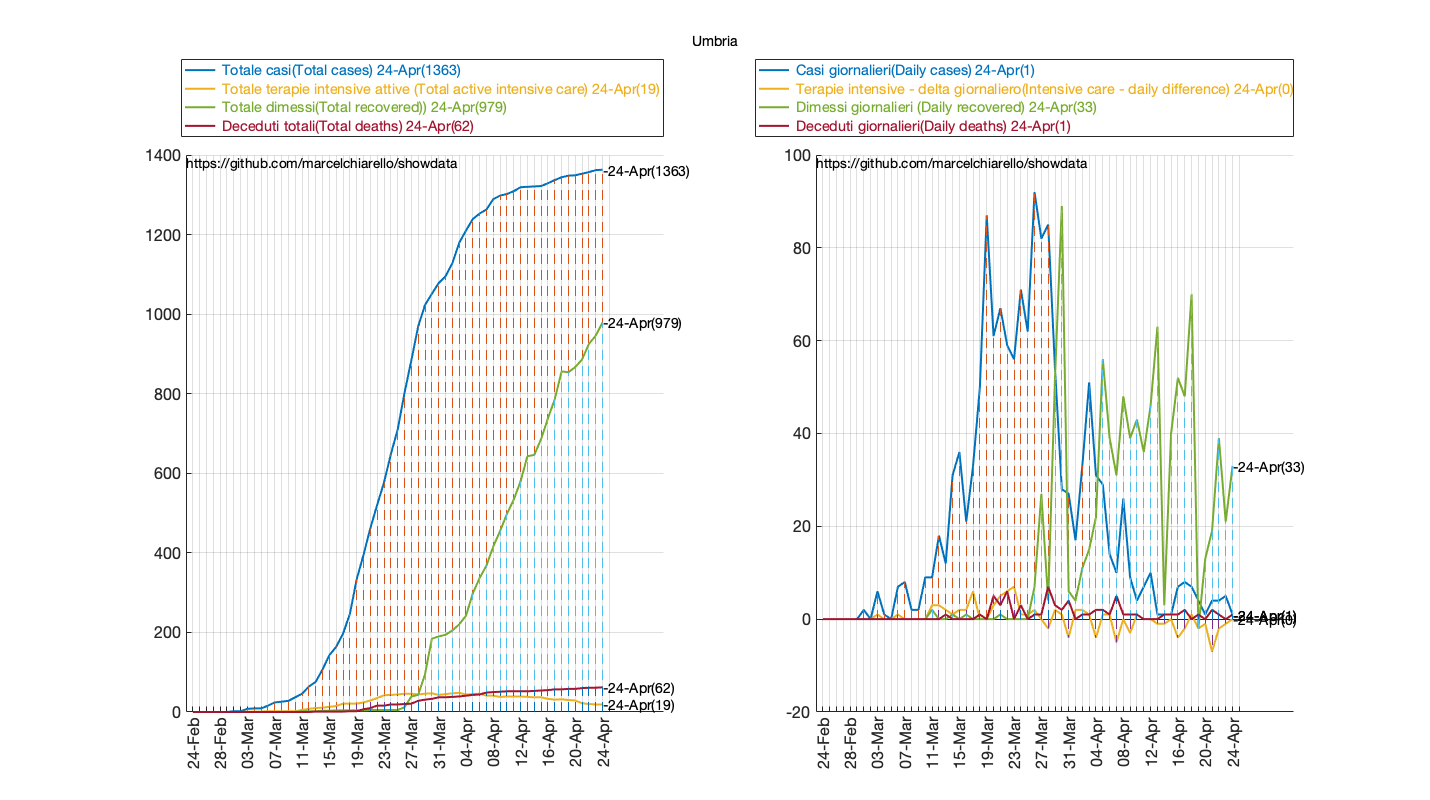 Umbria
Totale casi(Total cases) 24-Apr(1363)
Totale terapie intensive attive (Total active intensive care) 24-Apr(19)
Totale dimessi(Total recovered)) 24-Apr(979)
Deceduti totali(Total deaths) 24-Apr(62)
1400
1200
1000
800
600
400
200
0
https://github.com/marcelchiarello/showdata
24-Apr(1363)
24-Apr(979)
24-Apr(62)
24-Apr(19)
24-Feb
28-Feb
03-Mar
07-Mar
11-Mar
15-Mar
19-Mar
23-Mar
27-Mar
31-Mar
04-Apr
08-Apr
12-Apr
16-Apr
20-Apr
24-Apr
Casi giornalieri(Daily cases) 24-Apr(1)
Terapie intensive - delta giornaliero(Intensive care - daily difference) 24-Apr(0)
Dimessi giornalieri (Daily recovered) 24-Apr(33)
Deceduti giornalieri(Daily deaths) 24-Apr(1)
100
80
60
40
20
0
-20
https://github.com/marcelchiarello/showdata
24-Apr(33)
24-Apr(1)
24-Apr(0)
24-Feb
28-Feb
03-Mar
07-Mar
11-Mar
15-Mar
19-Mar
23-Mar
27-Mar
31-Mar
04-Apr
08-Apr
12-Apr
16-Apr
20-Apr
24-Apr